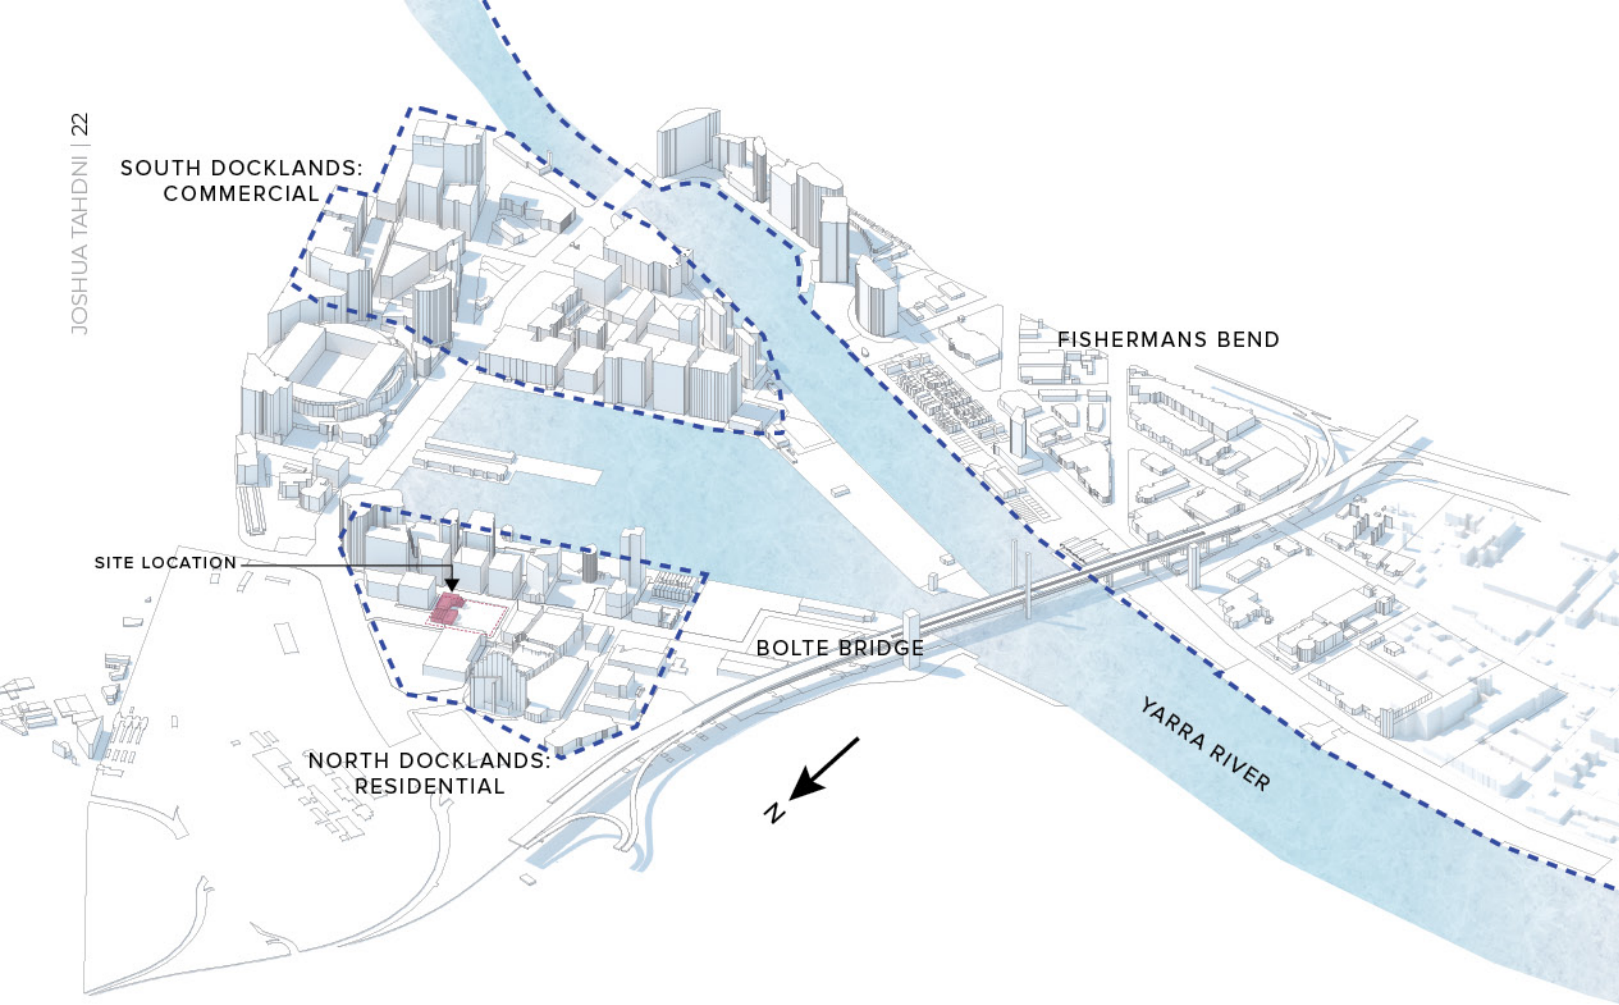 JOSHUA TAHDNI | 22
SOUTH DOCKLANDS:
COMMERCIAL
FISHERMANS BEND
SITE LOCATION
BOLTE BRIDGE
YARRA RIVER
NORTH DOCKLANDS:
RESIDENTIAL
N